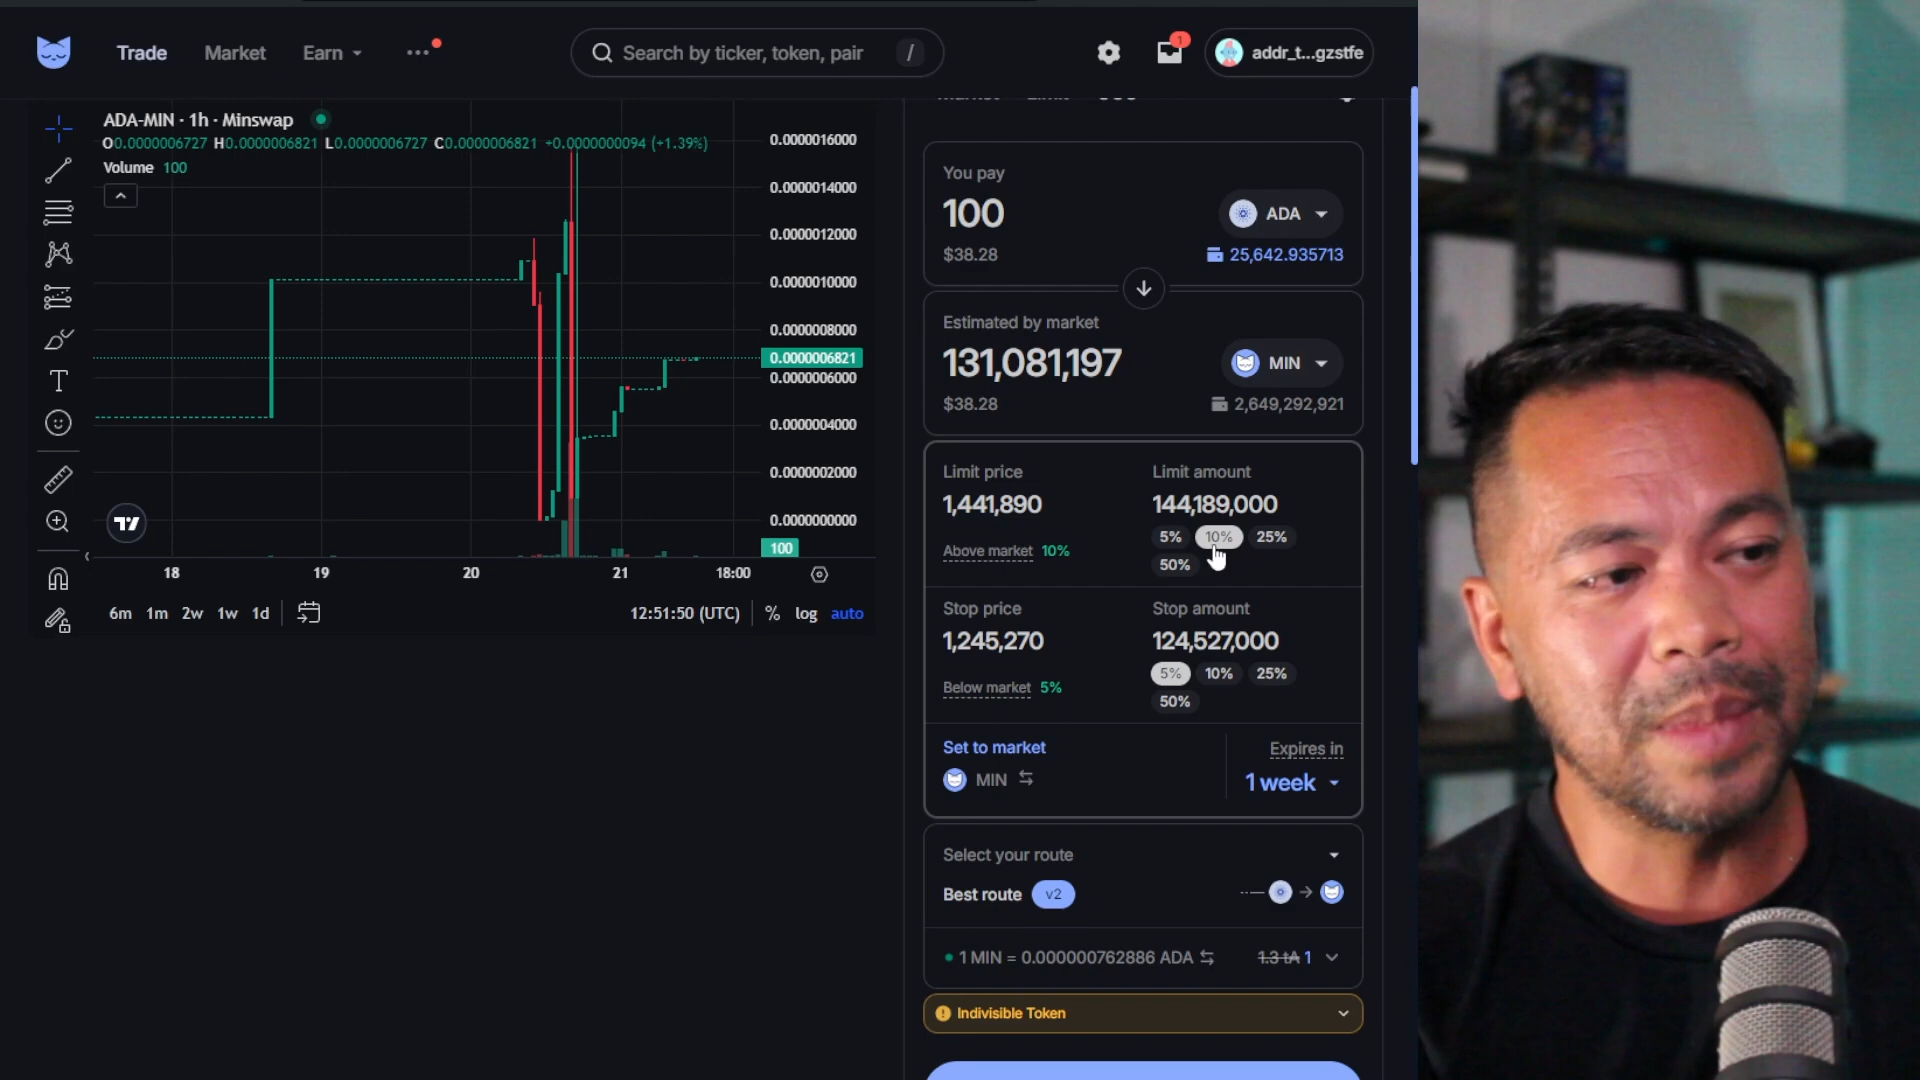 Trade
Market
Earn
Search by ticker, token, pair
/
1
addr_t...gzstfe
ADA-MIN · 1h · Minswap
O0.0000006727 H0.0000006821 L0.0000006727 C0.0000006821 +0.0000000094 (+1.39%)
Volume 100
0.0000016000
0.0000014000
0.0000012000
0.0000010000
0.0000008000
0.0000006821
0.0000006000
0.0000004000
0.0000002000
0.0000000000
100
18
19
20
21
18:00
6m
1m
2w
1w
1d
12:51:50 (UTC)
%
log
auto
You pay
100
ADA
$38.28
25,642.935713
Estimated by market
131,081,197
MIN
$38.28
2,649,292,921
Limit price
Limit amount
1,441,890
144,189,000
5%
10%
25%
Above market 10%
50%
Stop price
Stop amount
1,245,270
124,527,000
5%
10%
25%
Below market 5%
50%
Set to market
Expires in
MIN
1 week
Select your route
Best route v2
1 MIN = 0.000000762886 ADA
1.3 tA 1
Indivisible Token